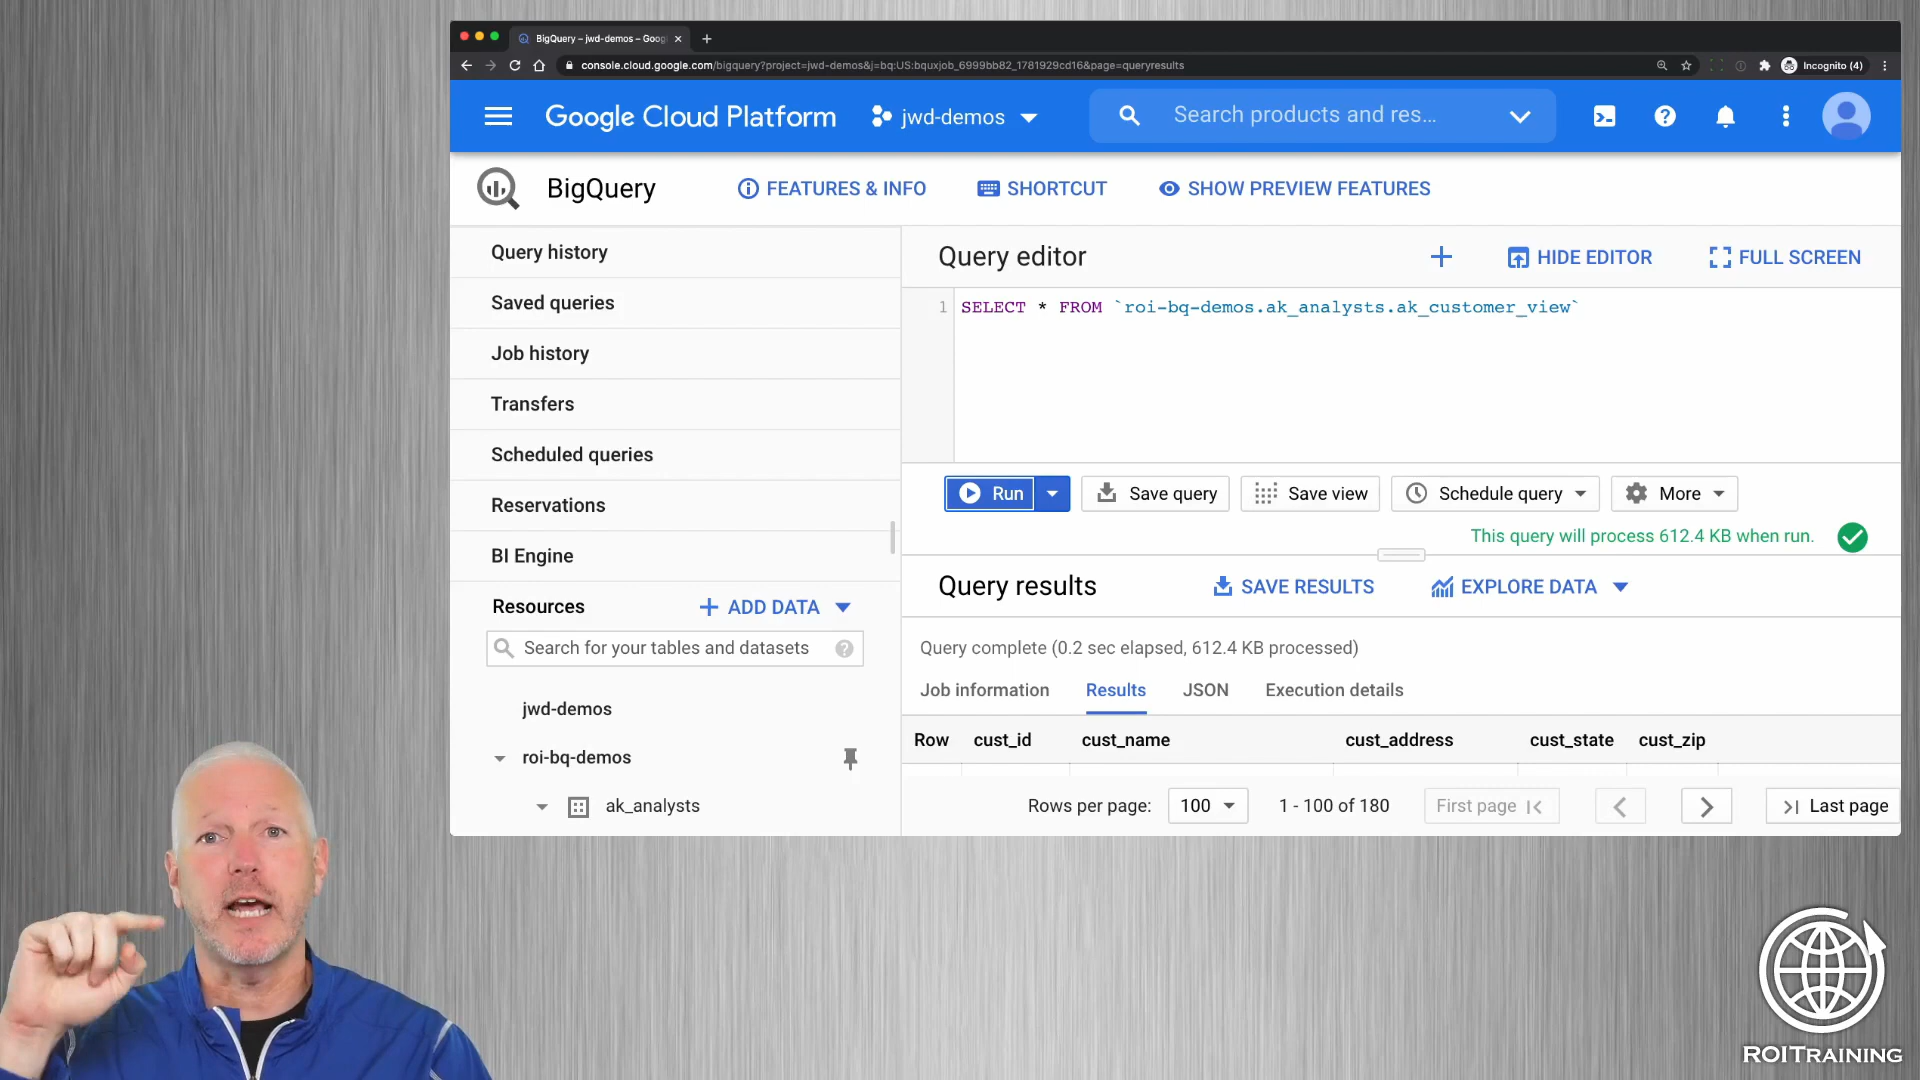 BigQuery – jwd-demos – Goog
console.cloud.google.com/bigquery?project=jwd-demos&j=bq:US:bquxjob_6999bb82_1781929cd16&page=queryresults
Incognito (4)
Google Cloud Platform
jwd-demos
Search products and res...
BigQuery
FEATURES & INFO
SHORTCUT
SHOW PREVIEW FEATURES
Query history
Saved queries
Job history
Transfers
Scheduled queries
Reservations
BI Engine
Resources
ADD DATA
Search for your tables and datasets
jwd-demos
roi-bq-demos
ak_analysts
Query editor
HIDE EDITOR
FULL SCREEN
1 SELECT * FROM `roi-bq-demos.ak_analysts.ak_customer_view`
Run
Save query
Save view
Schedule query
More
This query will process 612.4 KB when run.
Query results
SAVE RESULTS
EXPLORE DATA
Query complete (0.2 sec elapsed, 612.4 KB processed)
Job information
Results
JSON
Execution details
Row cust_id cust_name cust_address cust_state cust_zip
Rows per page: 100 1 - 100 of 180 First page Last page
ROITRAINING